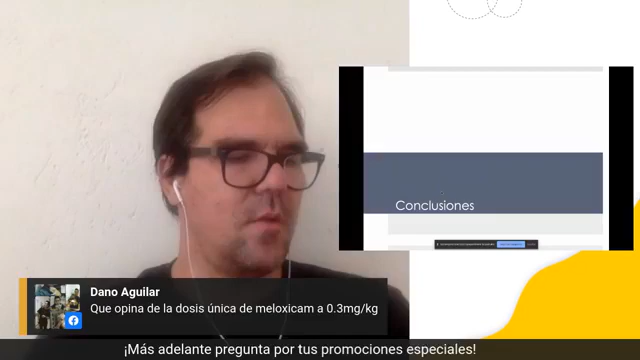 Conclusiones
Dano Aguilar
Que opina de la dosis única de meloxicam a 0.3mg/kg
¡Más adelante pregunta por tus promociones especiales!